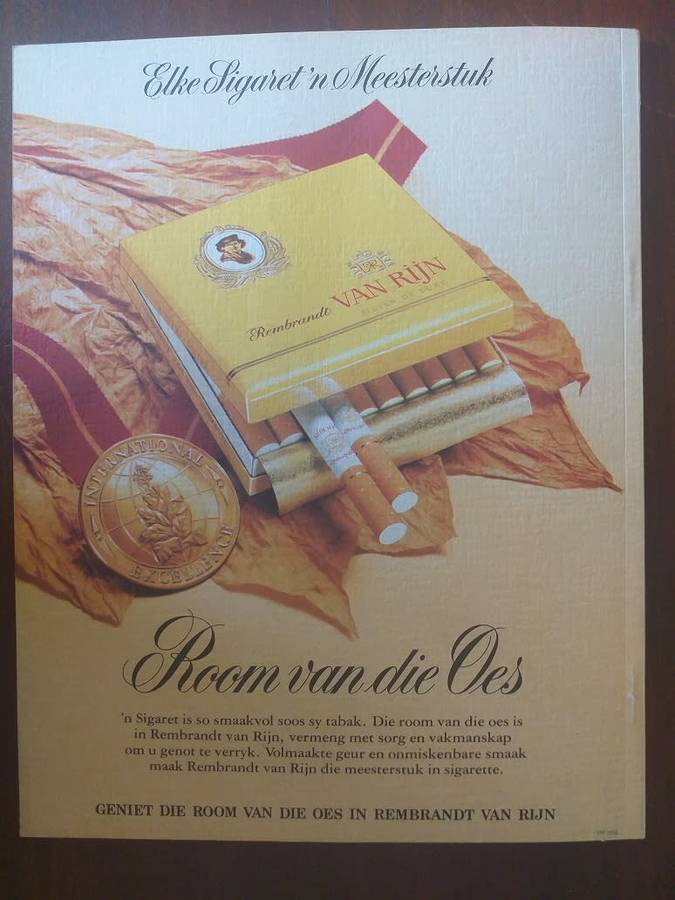 Elke Sigaret 'n Meesterstuk
Rembrandt VAN RIJN
INTERNATIONAL
EXCELLENCE
Room van die Oes
'n Sigaret is so smaakvol soos sy tabak. Die room van die oes is
in Rembrandt van Rijn, vermeng met sorg en vakmanskap
om u genot te verryk. Volmaakte geur en onmiskenbare smaak
maak Rembrandt van Rijn die meesterstuk in sigarette.
GENIET DIE ROOM VAN DIE OES IN REMBRANDT VAN RIJN